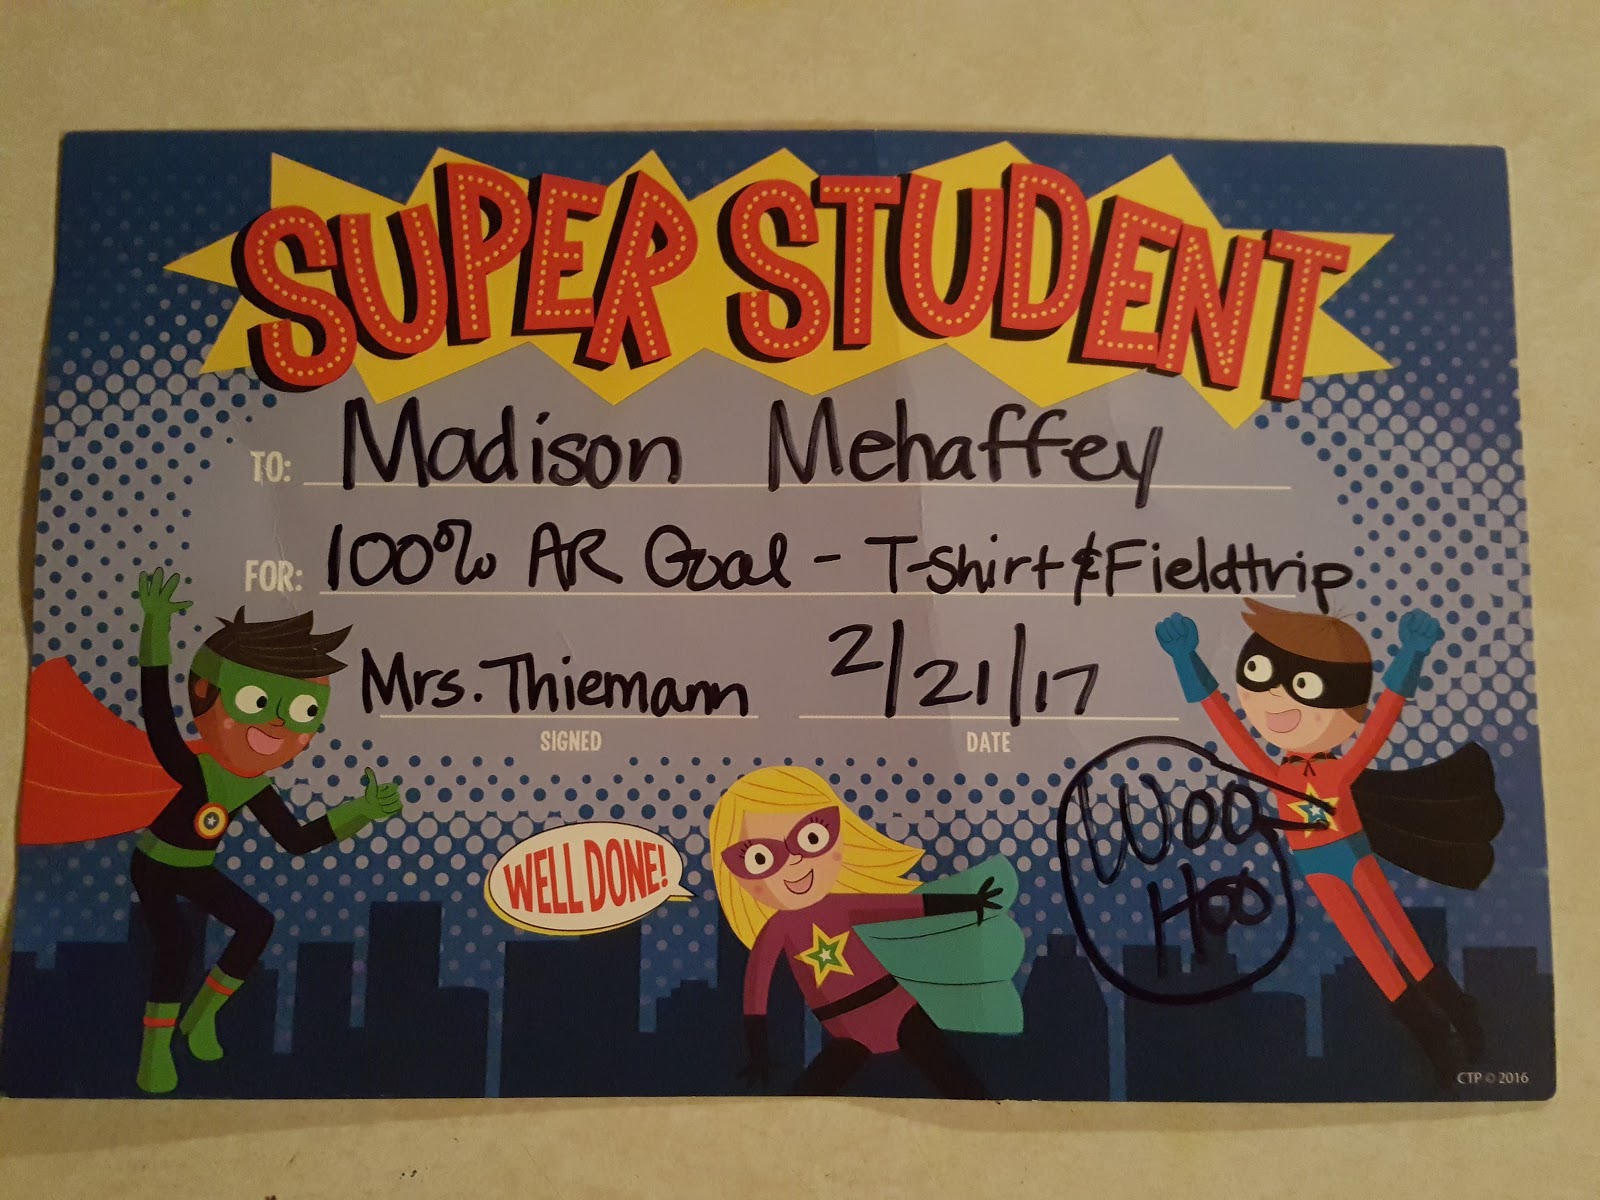 SUPER STUDENT
TO: Madison Mehaffey
FOR: 100% AR Goal - T-shirt & Fieldtrip
Mrs. Thiemann 2/21/17
SIGNED DATE
WELL DONE!
Woo
Hoo
CTP © 2016